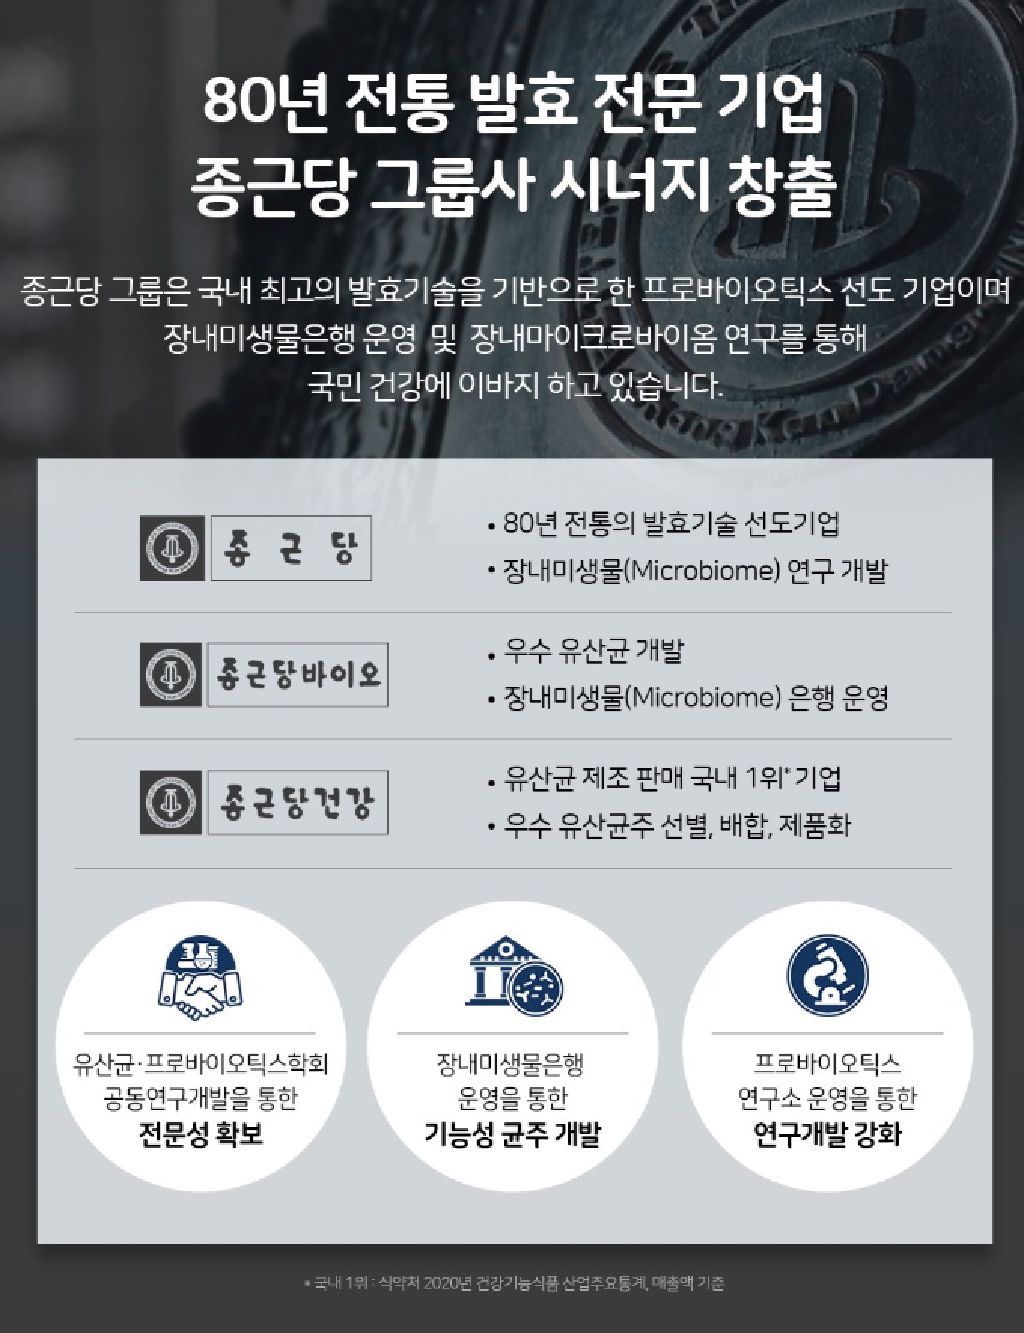 80년 전통 발효 전문 기업
종근당 그룹사 시너지 창출
종근당 그룹은 국내 최고의 발효기술을 기반으로 한 프로바이오틱스 선도 기업이며
장내미생물은행 운영 및 장내마이크로바이옴 연구를 통해
국민 건강에 이바지 하고 있습니다.
종근당
• 80년 전통의 발효기술 선도기업
• 장내미생물(Microbiome) 연구 개발
종근당바이오
• 우수 유산균 개발
• 장내미생물(Microbiome) 은행 운영
종근당건강
• 유산균 제조 판매 국내 1위* 기업
• 우수 유산균주 선별, 배합, 제품화
유산균·프로바이오틱스학회
공동연구개발을 통한
전문성 확보
장내미생물은행
운영을 통한
기능성 균주 개발
프로바이오틱스
연구소 운영을 통한
연구개발 강화
* 국내 1위 : 식약처 2020년 건강기능식품 산업주요통계, 매출액 기준